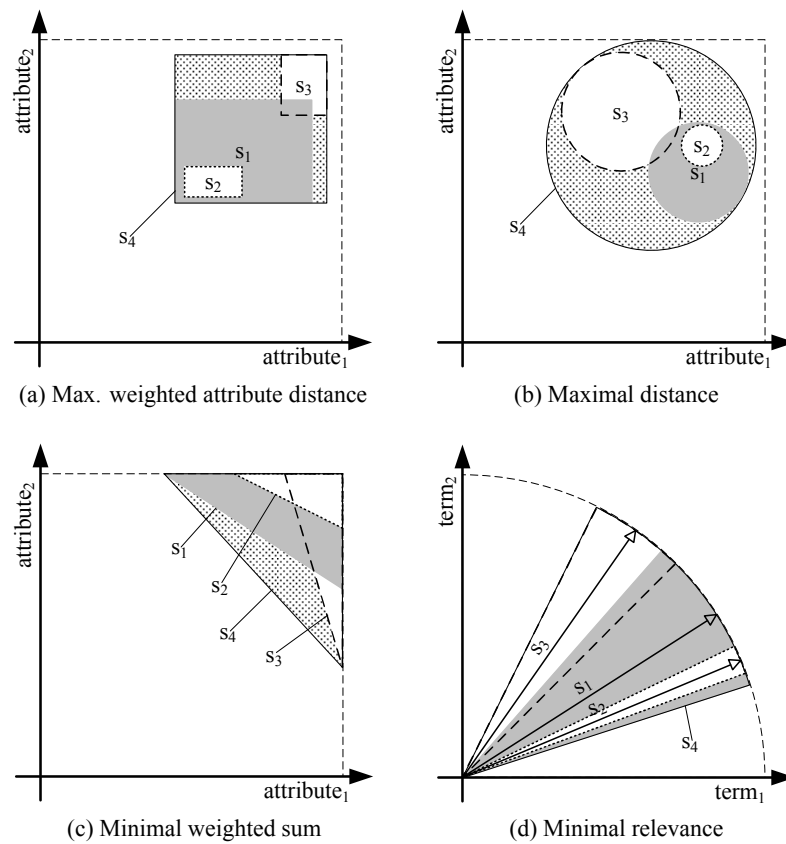 attribute₂
s₃
s₁
s₂
s₄
attribute₁
(a) Max. weighted attribute distance
attribute₂
s₃
s₂
s₁
s₄
attribute₁
(b) Maximal distance
attribute₂
s₁
s₂
s₄
s₃
attribute₁
(c) Minimal weighted sum
term₂
s₃
s₁
s₂
s₄
term₁
(d) Minimal relevance